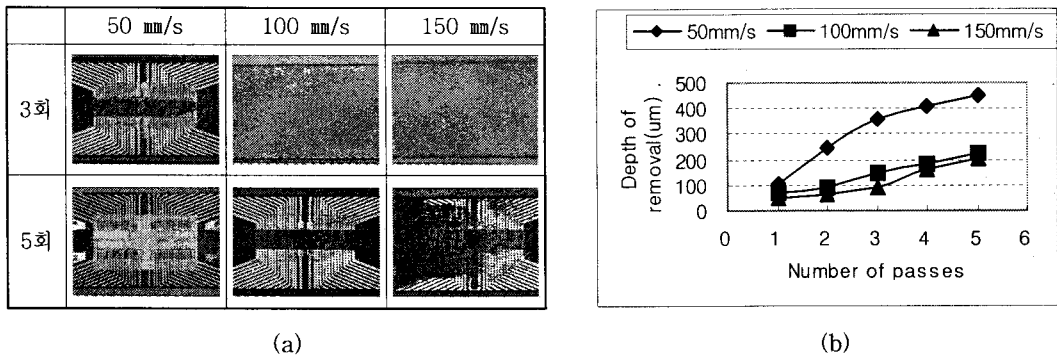 50 ㎜/s 100 ㎜/s 150 ㎜/s
3회
5회
(a)
50mm/s 100mm/s 150mm/s
Depth of removal(um) .
500
400
300
200
100
0
0 1 2 3 4 5 6
Number of passes
(b)